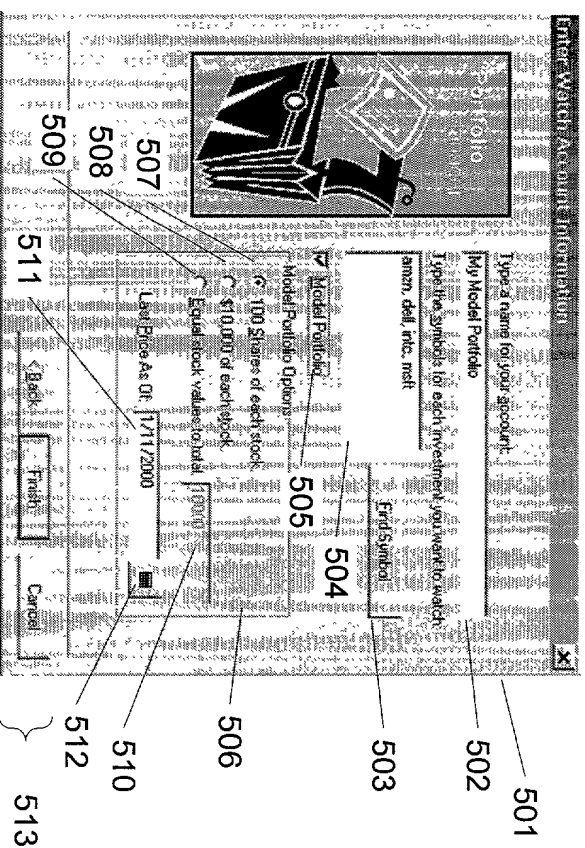 Enter Watch Account Information
Portfolio
Type a name for your account:
My Model Portfolio
Type the symbols for each investment you want to watch
amzn, dell, intc, msft
Find Symbol
Model Portfolio
Model Portfolio Options
100 Shares of each stock
$10,000 of each stock.
Equal stock values to total:
Last Price As Of: 1/11/2000
< Back
Finish
Cancel
501
502
503
504
505
506
507
508
509
510
511
512
513